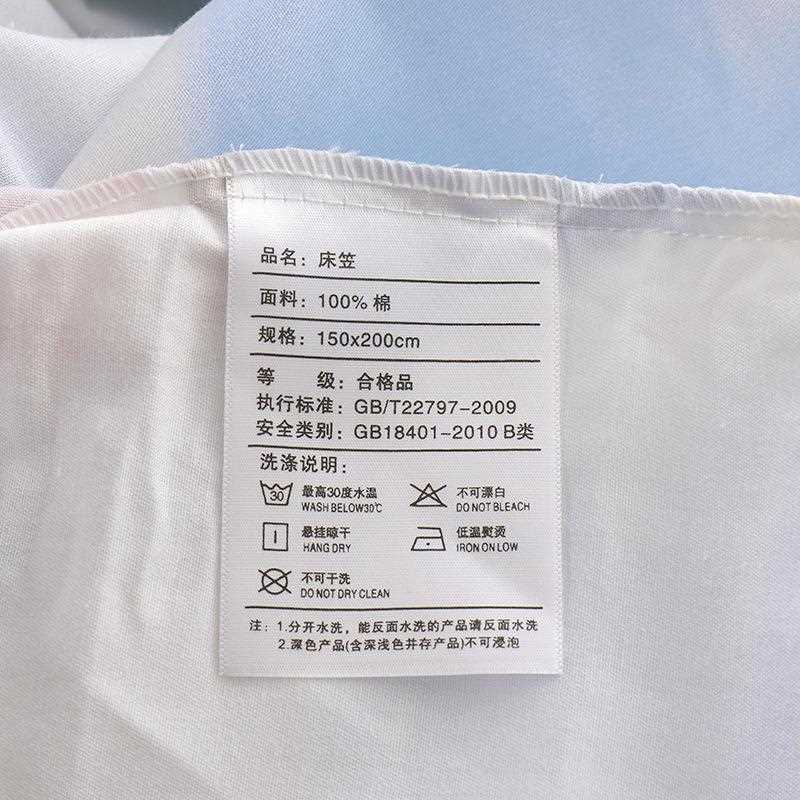 品名：床笠
面料：100% 棉
规格：150x200cm
等 级：合格品
执行标准：GB/T22797-2009
安全类别：GB18401-2010 B类
洗涤说明：
30 最高30度水温 不可漂白
WASH BELOW30℃ DO NOT BLEACH
悬挂晾干 低温熨烫
HANG DRY IRON ON LOW
不可干洗
DO NOT DRY CLEAN
注：1.分开水洗，能反面水洗的产品请反面水洗
2.深色产品(含深浅色并存产品)不可浸泡